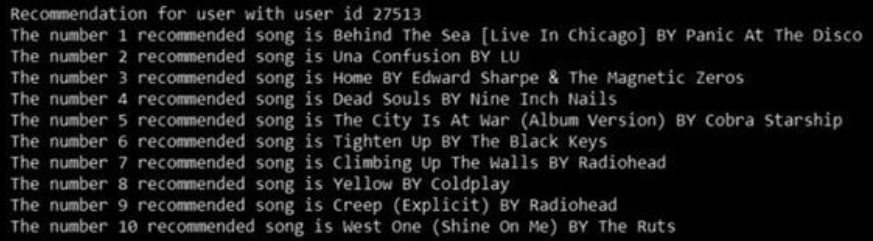 Recommendation for user with user id 27513
The number 1 recommended song is Behind The Sea [Live In Chicago] BY Panic At The Disco
The number 2 recommended song is Una Confusion BY LU
The number 3 recommended song is Home BY Edward Sharpe & The Magnetic Zeros
The number 4 recommended song is Dead Souls BY Nine Inch Nails
The number 5 recommended song is The City Is At War (Album Version) BY Cobra Starship
The number 6 recommended song is Tighten Up BY The Black Keys
The number 7 recommended song is Climbing Up The Walls BY Radiohead
The number 8 recommended song is Yellow BY Coldplay
The number 9 recommended song is Creep (Explicit) BY Radiohead
The number 10 recommended song is West One (Shine On Me) BY The Ruts